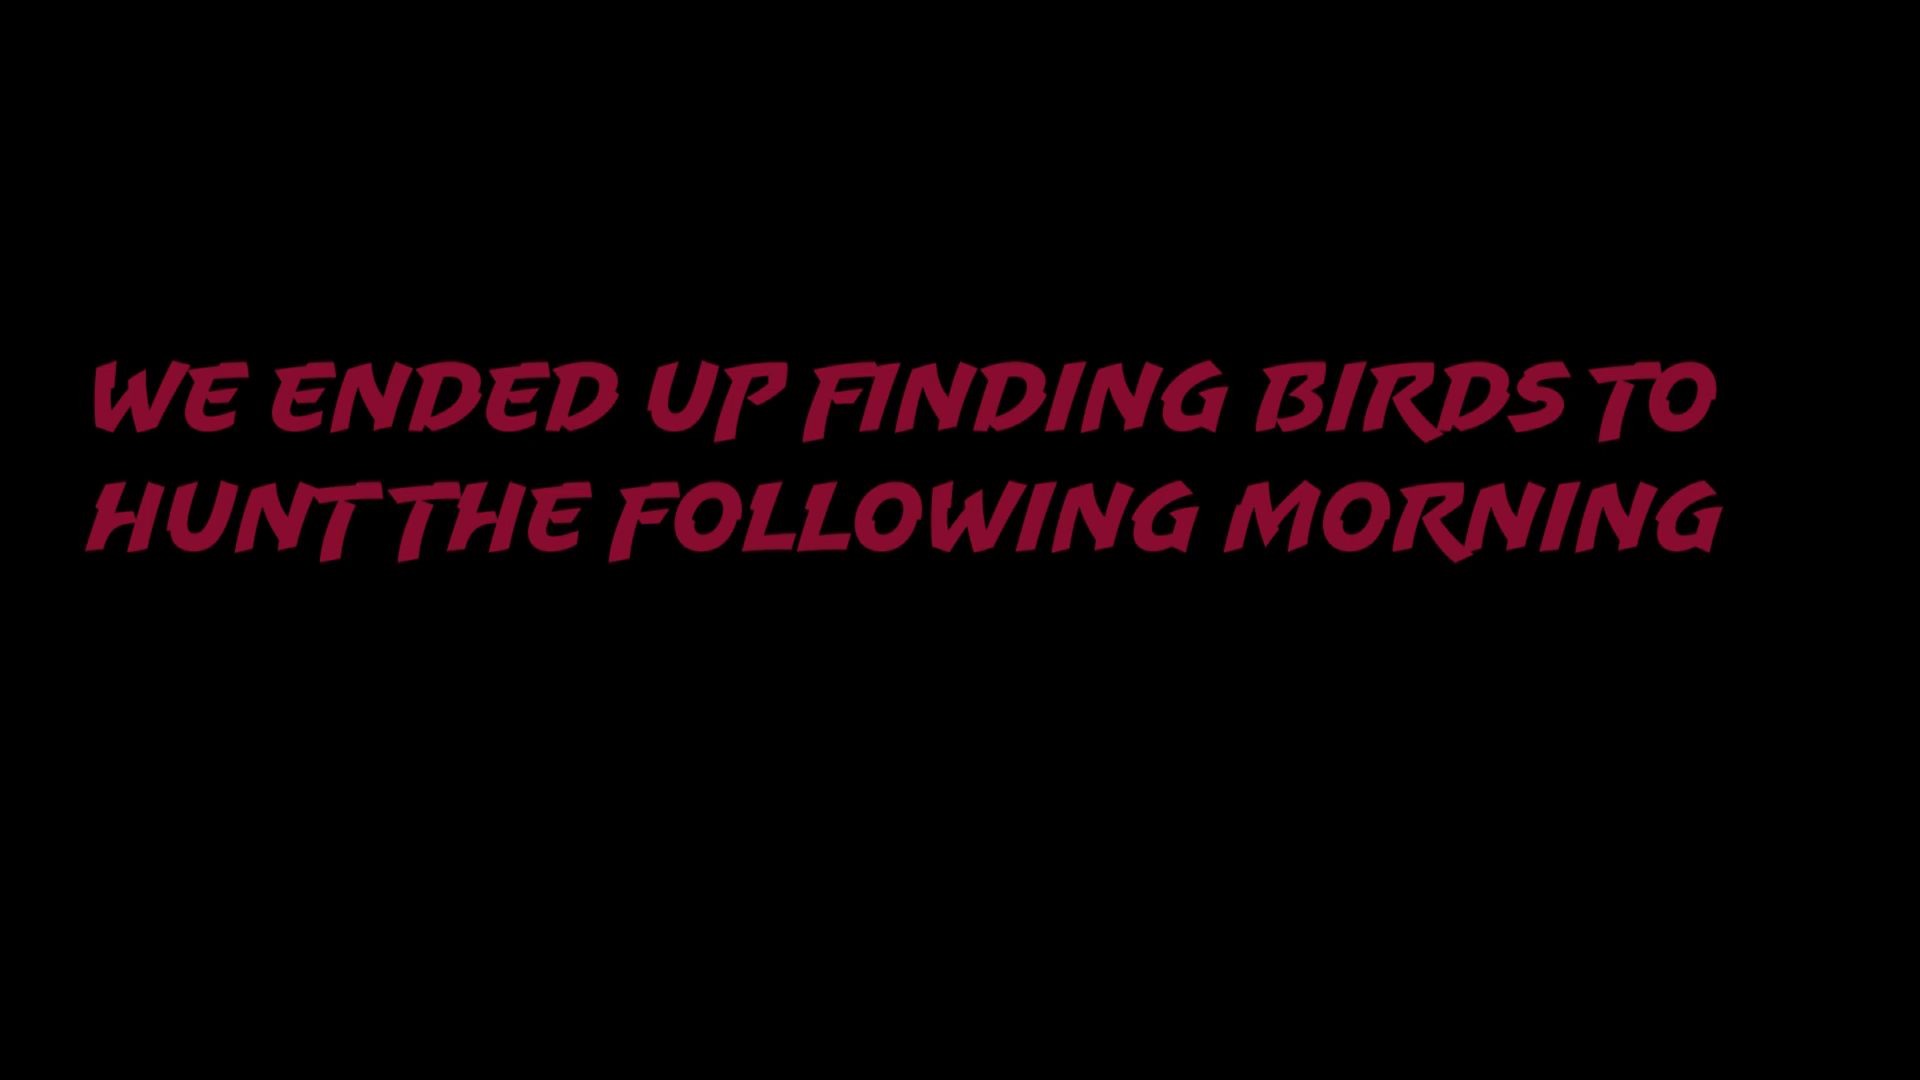 WE ENDED UP FINDING BIRDS TO
HUNT THE FOLLOWING MORNING